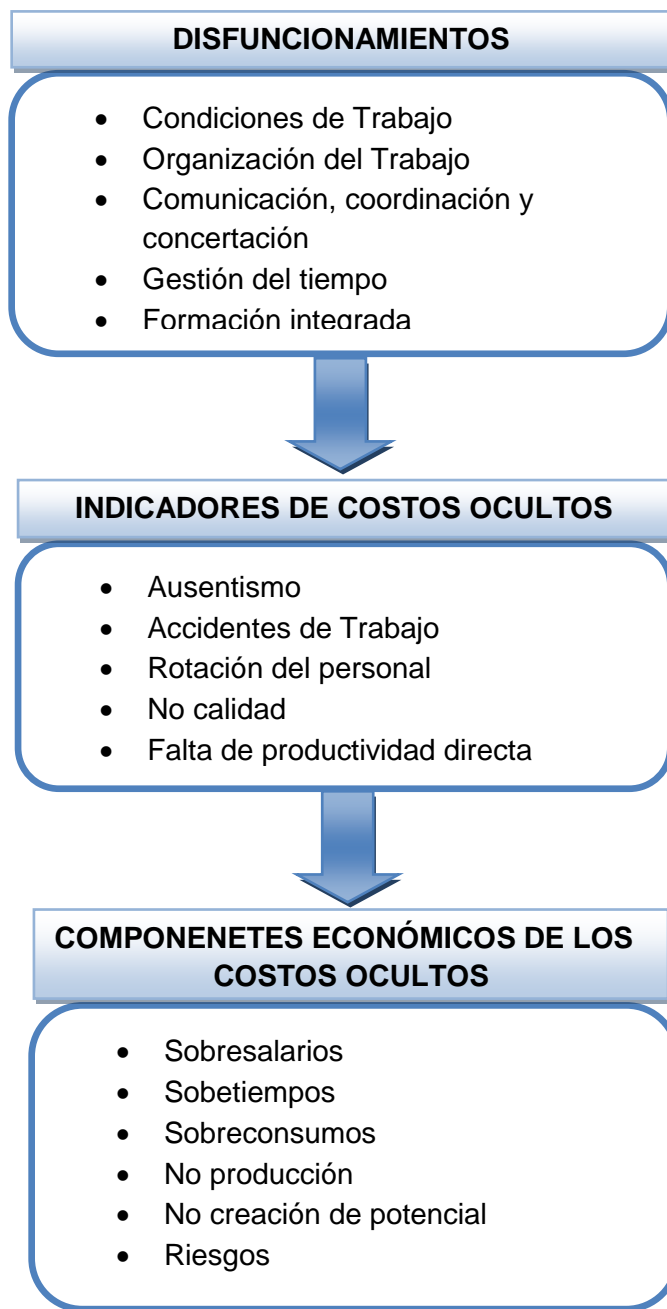 DISFUNCIONAMIENTOS
• Condiciones de Trabajo
• Organización del Trabajo
• Comunicación, coordinación y
concertación
• Gestión del tiempo
• Formación integrada
INDICADORES DE COSTOS OCULTOS
• Ausentismo
• Accidentes de Trabajo
• Rotación del personal
• No calidad
• Falta de productividad directa
COMPONENETES ECONÓMICOS DE LOS
COSTOS OCULTOS
• Sobresalarios
• Sobetiempos
• Sobreconsumos
• No producción
• No creación de potencial
• Riesgos